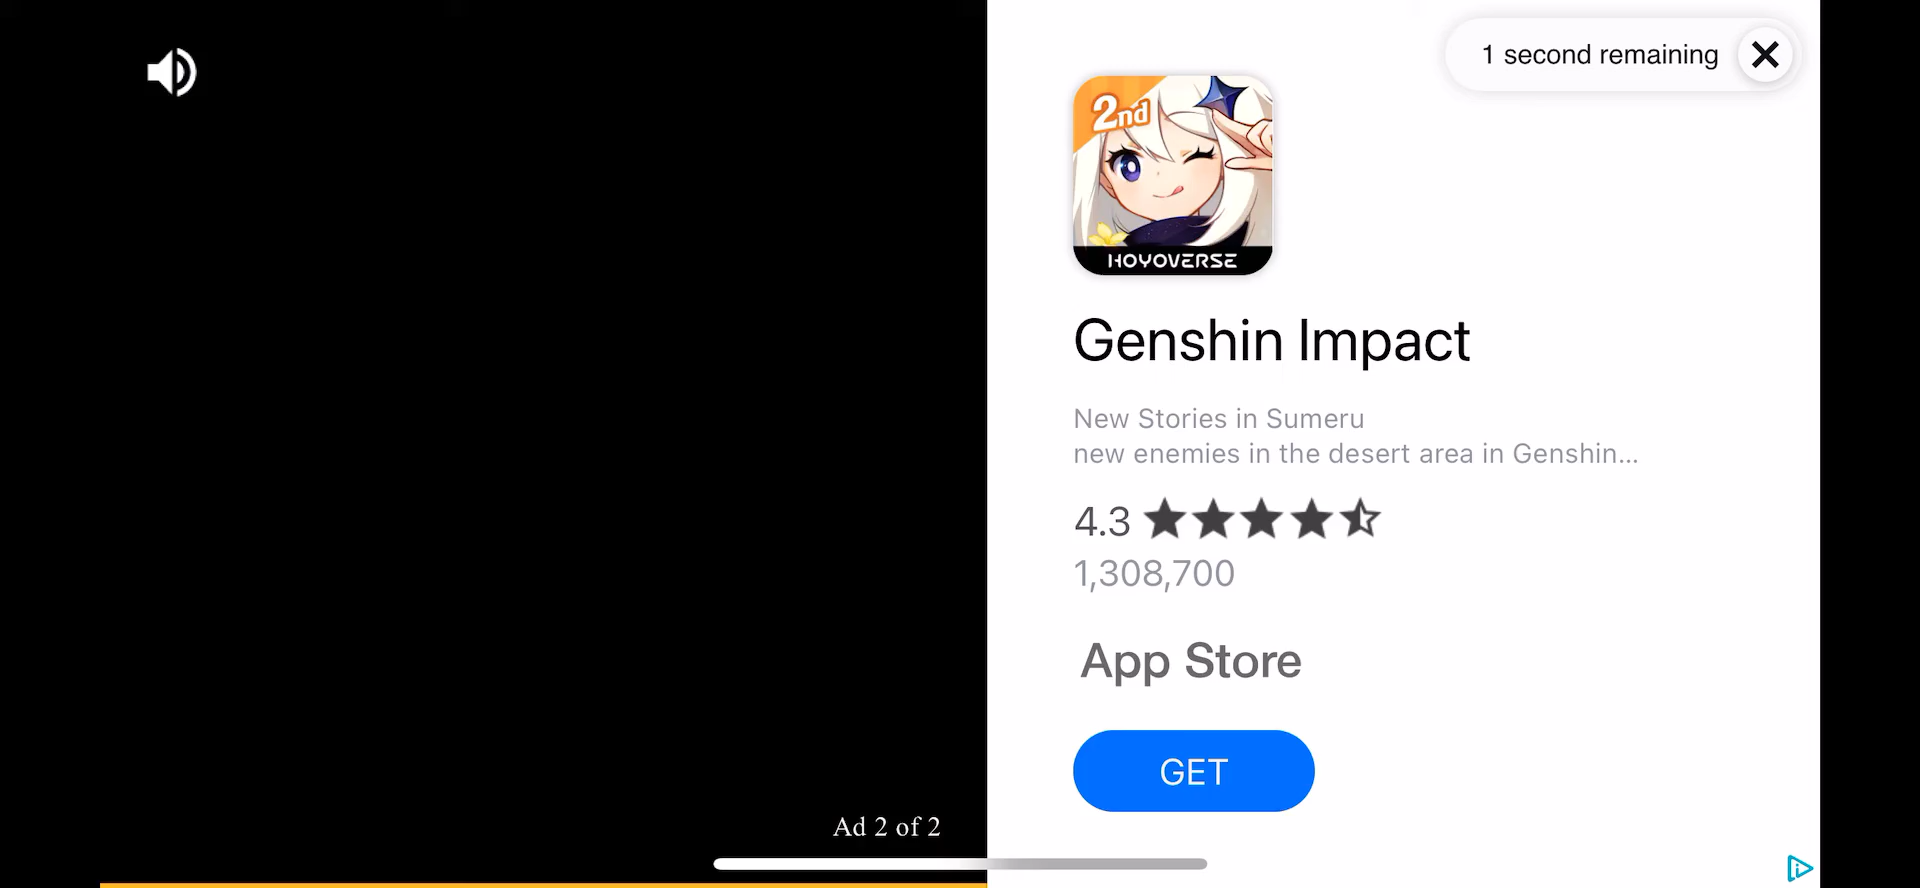 1 second remaining
2nd
HOYOVERSE
Genshin Impact
New Stories in Sumeru
new enemies in the desert area in Genshin...
4.3
1,308,700
App Store
GET
Ad 2 of 2